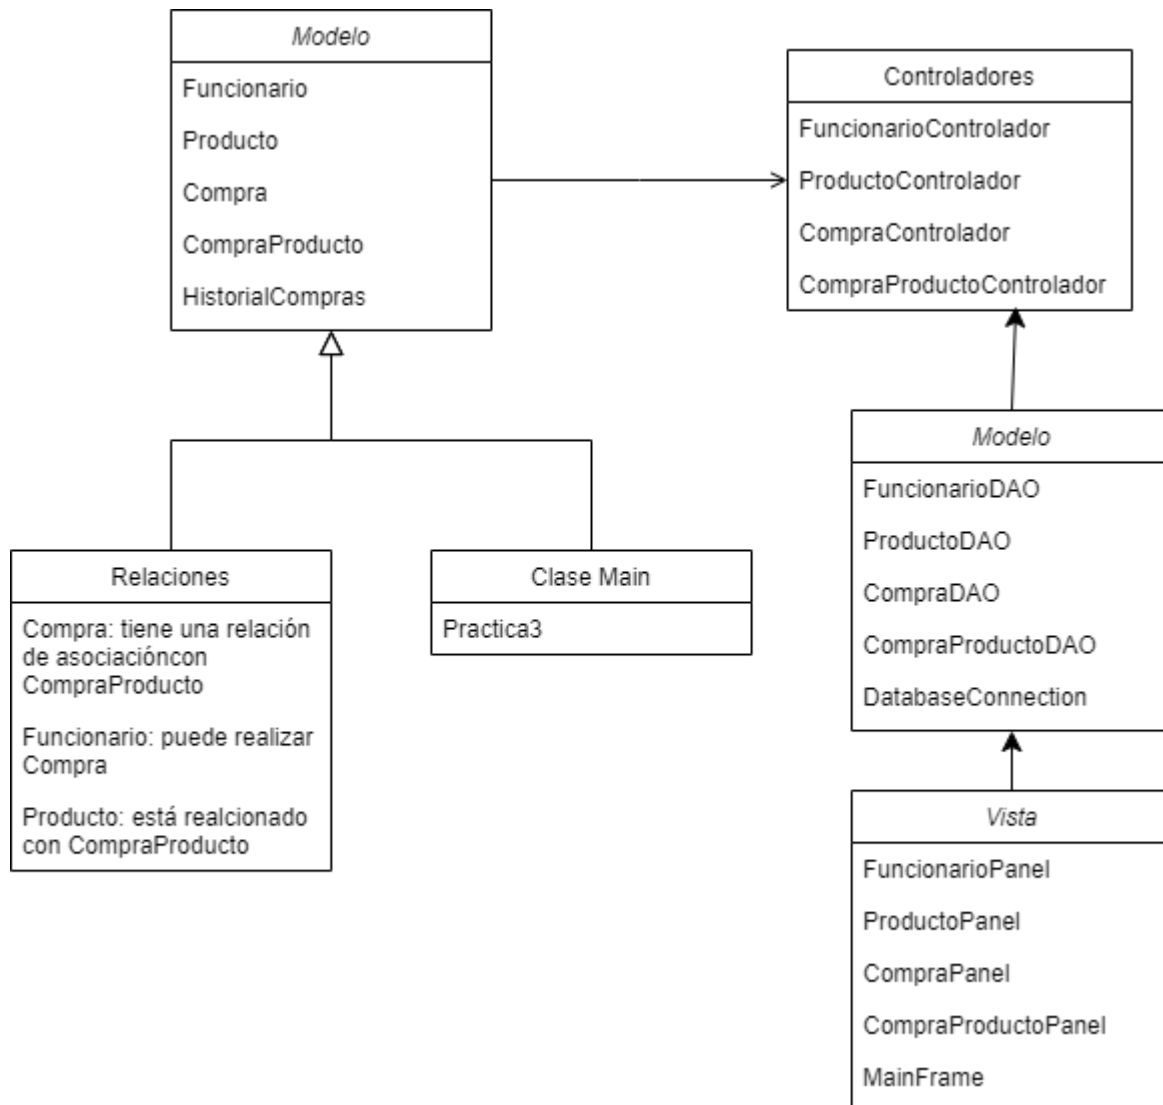 Modelo
Funcionario
Producto
Compra
CompraProducto
HistorialCompras
Controladores
FuncionarioControlador
ProductoControlador
CompraControlador
CompraProductoControlador
Relaciones
Compra: tiene una relación
de asociacióncon
CompraProducto
Funcionario: puede realizar
Compra
Producto: está realcionado
con CompraProducto
Clase Main
Practica3
Modelo
FuncionarioDAO
ProductoDAO
CompraDAO
CompraProductoDAO
DatabaseConnection
Vista
FuncionarioPanel
ProductoPanel
CompraPanel
CompraProductoPanel
MainFrame